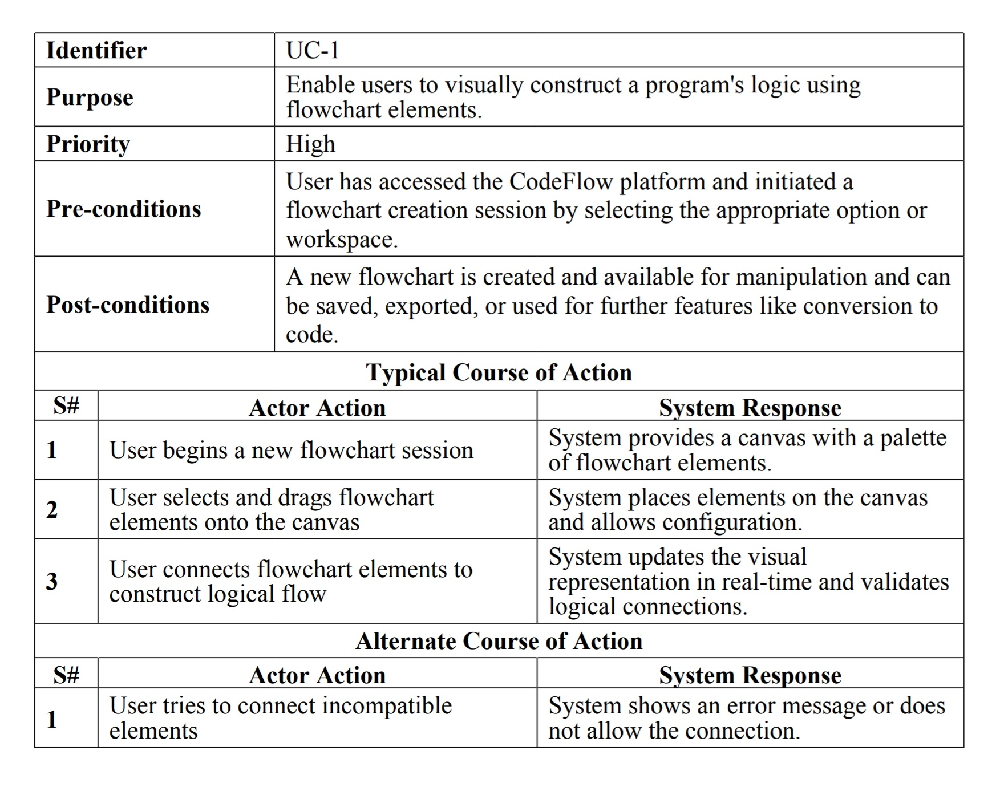 Identifier UC-1
Purpose Enable users to visually construct a program's logic using
flowchart elements.
Priority High
Pre-conditions User has accessed the CodeFlow platform and initiated a
flowchart creation session by selecting the appropriate option or
workspace.
Post-conditions A new flowchart is created and available for manipulation and can
be saved, exported, or used for further features like conversion to
code.
Typical Course of Action
S# Actor Action System Response
1 User begins a new flowchart session System provides a canvas with a palette
of flowchart elements.
2 User selects and drags flowchart
elements onto the canvas
System places elements on the canvas
and allows configuration.
3 User connects flowchart elements to
construct logical flow
System updates the visual
representation in real-time and validates
logical connections.
Alternate Course of Action
S# Actor Action System Response
1 User tries to connect incompatible
elements
System shows an error message or does
not allow the connection.